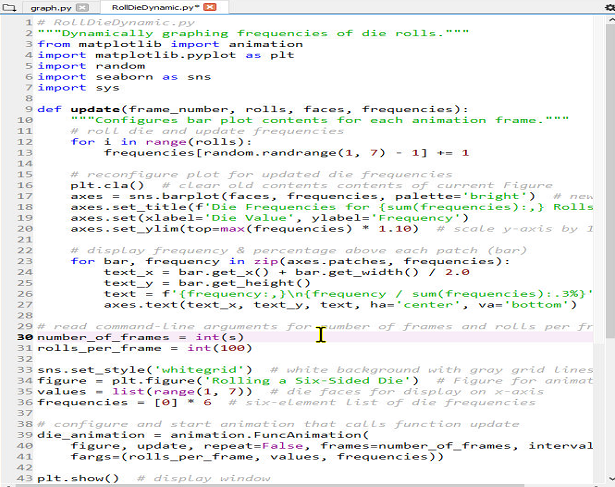 graph.py RollDieDynamic.py*
1 # RollDieDynamic.py
2 """Dynamically graphing frequencies of die rolls."""
3 from matplotlib import animation
4 import matplotlib.pyplot as plt
5 import random
6 import seaborn as sns
7 import sys
8
9 def update(frame_number, rolls, faces, frequencies):
10 """Configures bar plot contents for each animation frame."""
11 # roll die and update frequencies
12 for i in range(rolls):
13 frequencies[random.randrange(1, 7) - 1] += 1
14
15 # reconfigure plot for updated die frequencies
16 plt.cla() # clear old contents contents of current Figure
17 axes = sns.barplot(faces, frequencies, palette='bright') # new
18 axes.set_title(f'Die Frequencies for {sum(frequencies):,} Rolls
19 axes.set(xlabel='Die Value', ylabel='Frequency')
20 axes.set_ylim(top=max(frequencies) * 1.10) # scale y-axis by 1
21
22 # display frequency & percentage above each patch (bar)
23 for bar, frequency in zip(axes.patches, frequencies):
24 text_x = bar.get_x() + bar.get_width() / 2.0
25 text_y = bar.get_height()
26 text = f'{frequency:,}\n{frequency / sum(frequencies):.3%}'
27 axes.text(text_x, text_y, text, ha='center', va='bottom')
28
29 # read command-line arguments for number of frames and rolls per fr
30 number_of_frames = int(s)
31 rolls_per_frame = int(100)
32
33 sns.set_style('whitegrid') # white background with gray grid lines
34 figure = plt.figure('Rolling a Six-Sided Die') # Figure for animat
35 values = list(range(1, 7)) # die faces for display on x-axis
36 frequencies = [0] * 6 # six-element list of die frequencies
37
38 # configure and start animation that calls function update
39 die_animation = animation.FuncAnimation(
40 figure, update, repeat=False, frames=number_of_frames, interval
41 fargs=(rolls_per_frame, values, frequencies))
42
43 plt.show() # display window